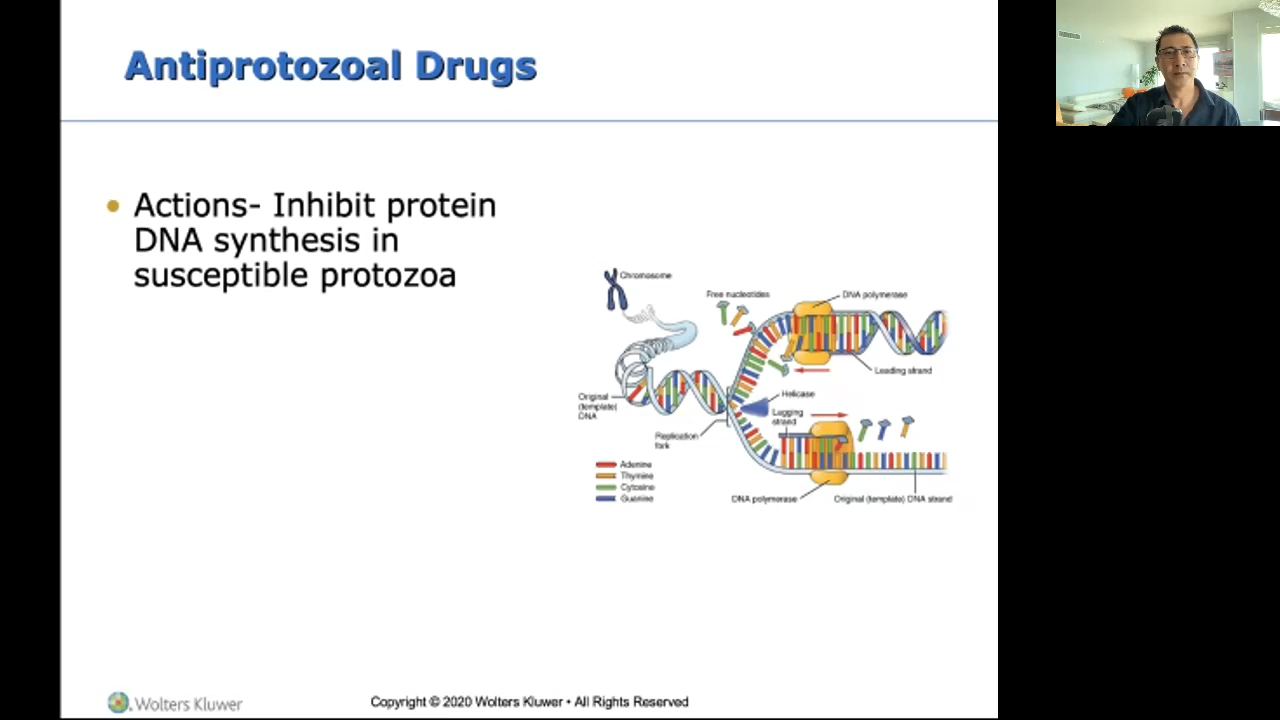 Antiprotozoal Drugs
Actions- Inhibit protein
DNA synthesis in
susceptible protozoa
Chromosome
Free nucleotides
DNA polymerase
Leading strand
Helicase
Lagging
strand
Original
(template)
DNA
Replication
fork
Adenine
Thymine
Cytosine
Guanine
DNA polymerase
Original (template) DNA strand
Wolters Kluwer
Copyright © 2020 Wolters Kluwer • All Rights Reserved